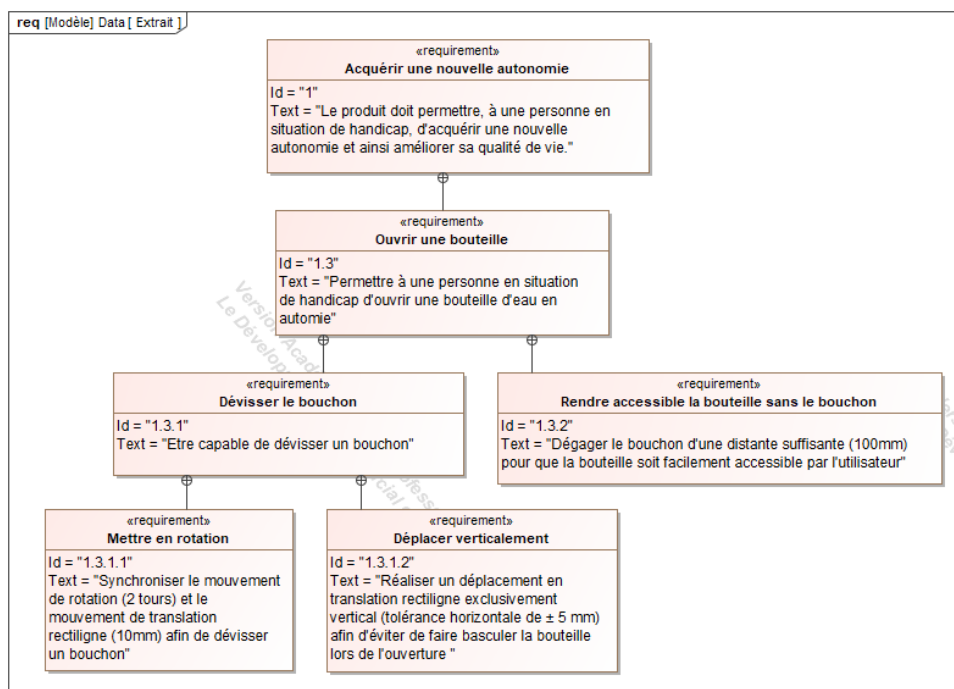 req [Modèle] Data [ Extrait ]
«requirement»
Acquérir une nouvelle autonomie
Id = "1"
Text = "Le produit doit permettre, à une personne en
situation de handicap, d'acquérir une nouvelle
autonomie et ainsi améliorer sa qualité de vie."
«requirement»
Ouvrir une bouteille
Id = "1.3"
Text = "Permettre à une personne en situation
de handicap d'ouvrir une bouteille d'eau en
automie"
«requirement»
Dévisser le bouchon
Id = "1.3.1"
Text = "Etre capable de dévisser un bouchon"
«requirement»
Rendre accessible la bouteille sans le bouchon
Id = "1.3.2"
Text = "Dégager le bouchon d'une distante suffisante (100mm)
pour que la bouteille soit facilement accessible par l'utilisateur"
«requirement»
Mettre en rotation
Id = "1.3.1.1"
Text = "Synchroniser le mouvement
de rotation (2 tours) et le
mouvement de translation
rectiligne (10mm) afin de dévisser
un bouchon"
«requirement»
Déplacer verticalement
Id = "1.3.1.2"
Text = "Réaliser un déplacement en
translation rectiligne exclusivement
vertical (tolérance horizontale de ± 5 mm)
afin d'éviter de faire basculer la bouteille
lors de l'ouverture "